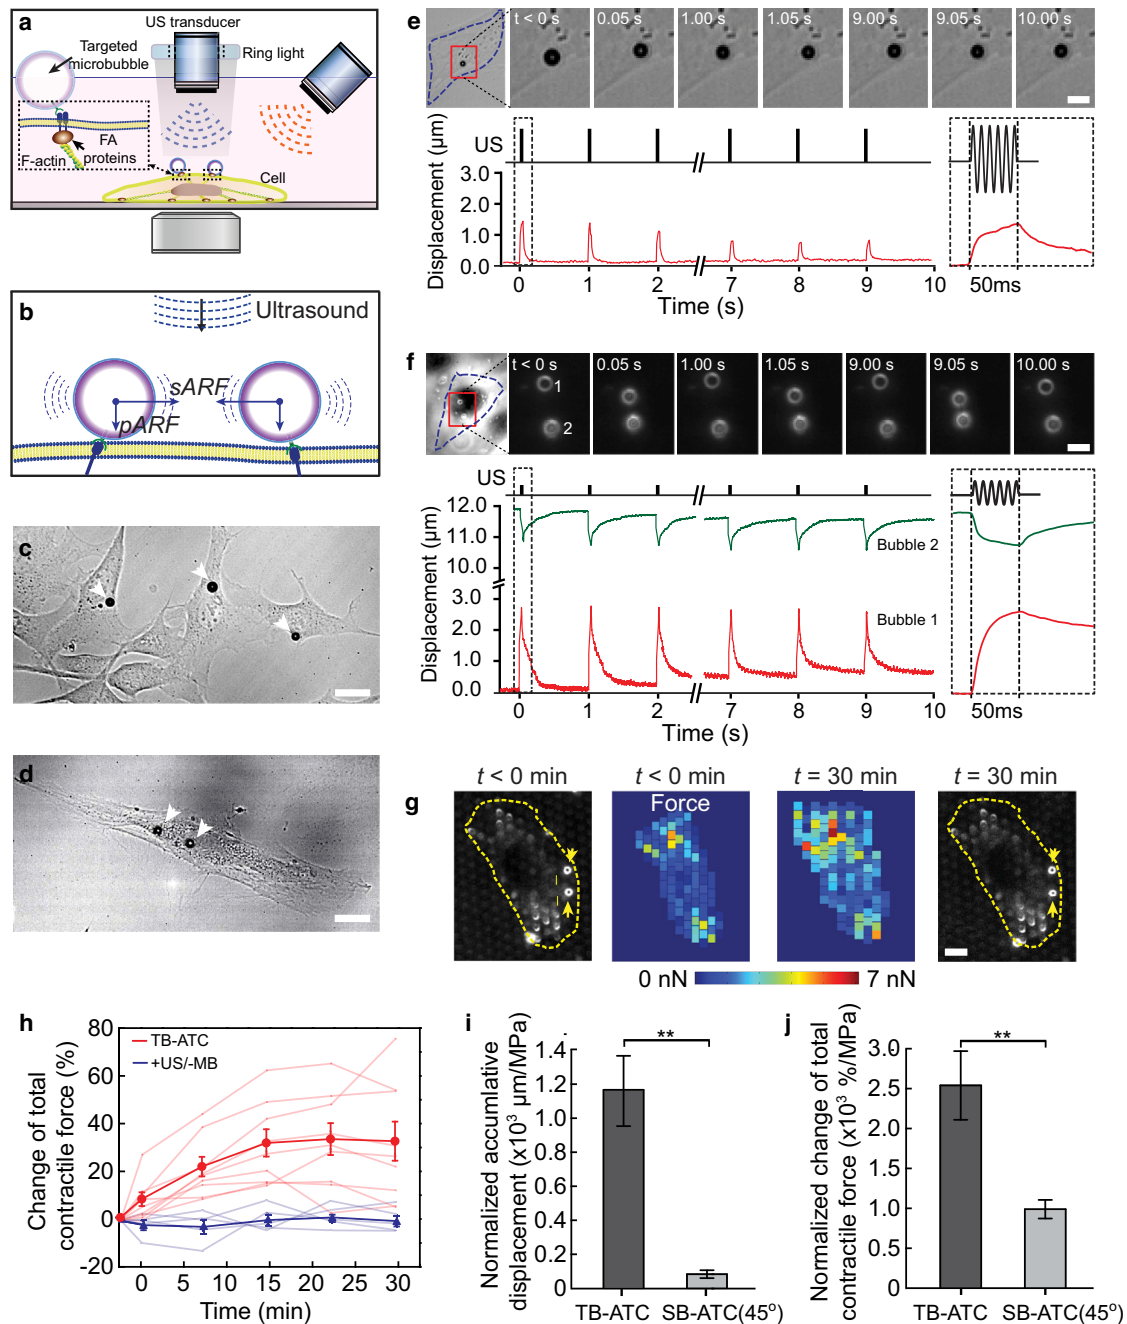 a
US transducer
Targeted
microbubble
Ring light
FA
proteins
F-actin
Cell
b
Ultrasound
sARF
pARF
c
d
e
t < 0 s
0.05 s
1.00 s
1.05 s
9.00 s
9.05 s
10.00 s
US
Displacement (μm)
3.0
2.0
1.0
0.0
0
1
2
7
8
9
10
Time (s)
50ms
f
t < 0 s
0.05 s
1.00 s
1.05 s
9.00 s
9.05 s
10.00 s
1
2
US
Displacement (μm)
12.0
11.0
10.0
3.0
2.0
1.0
0.0
Bubble 2
Bubble 1
0
1
2
7
8
9
10
Time (s)
50ms
g
t < 0 min
t < 0 min
t = 30 min
t = 30 min
Force
0 nN
7 nN
h
Change of total
contractile force (%)
80
60
40
20
0
-20
TB-ATC
+US/-MB
0
5
10
15
20
25
30
Time (min)
i
Normalized accumlative
displacement (x10³ μm/MPa)
1.4
1.2
1.0
0.8
0.6
0.4
0.2
0
**
TB-ATC
SB-ATC(45°)
j
Normalized change of total
contractile force (x10³ %/MPa)
3.0
2.5
2.0
1.5
1.0
0.5
0
**
TB-ATC
SB-ATC(45°)